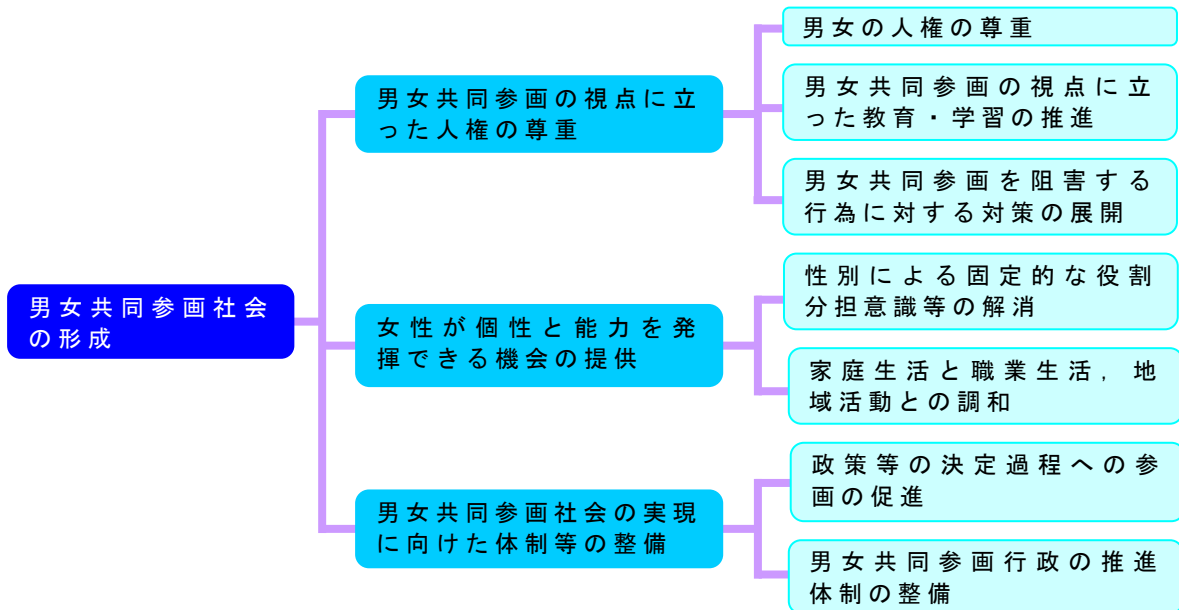 男女共同参画社会
の形成
男女共同参画の視点に立
った人権の尊重
男女の人権の尊重
男女共同参画の視点に立
った教育・学習の推進
男女共同参画を阻害する
行為に対する対策の展開
女性が個性と能力を発
揮できる機会の提供
性別による固定的な役割
分担意識等の解消
家庭生活と職業生活，地
域活動との調和
男女共同参画社会の実現
に向けた体制等の整備
政策等の決定過程への参
画の促進
男女共同参画行政の推進
体制の整備